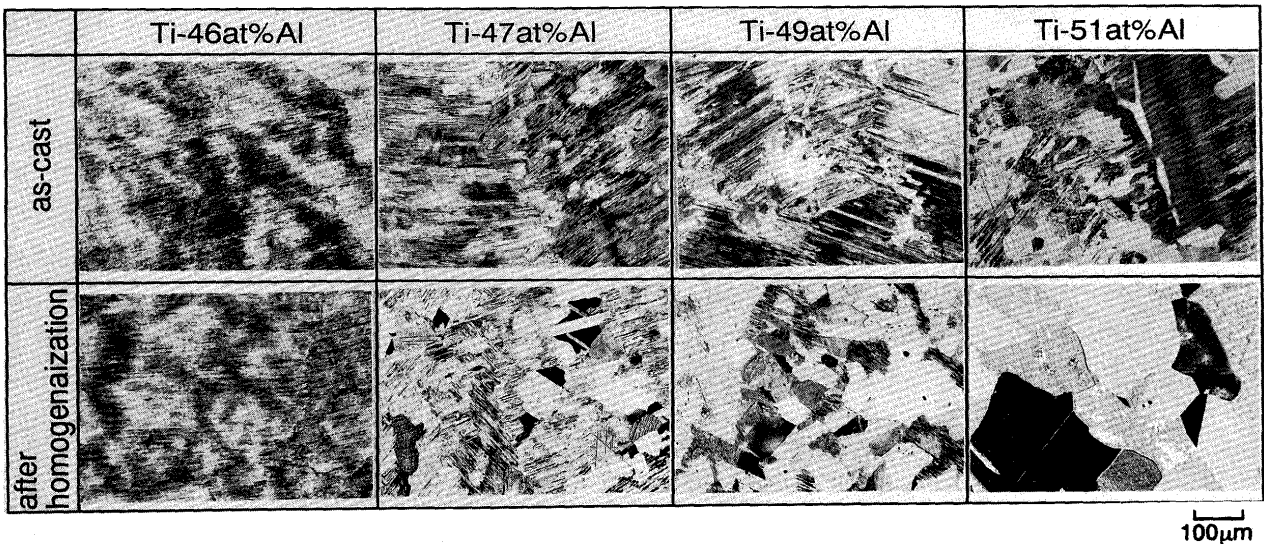 Ti-46at%Al
Ti-47at%Al
Ti-49at%Al
Ti-51at%Al
as-cast
after
homogenaization
100μm